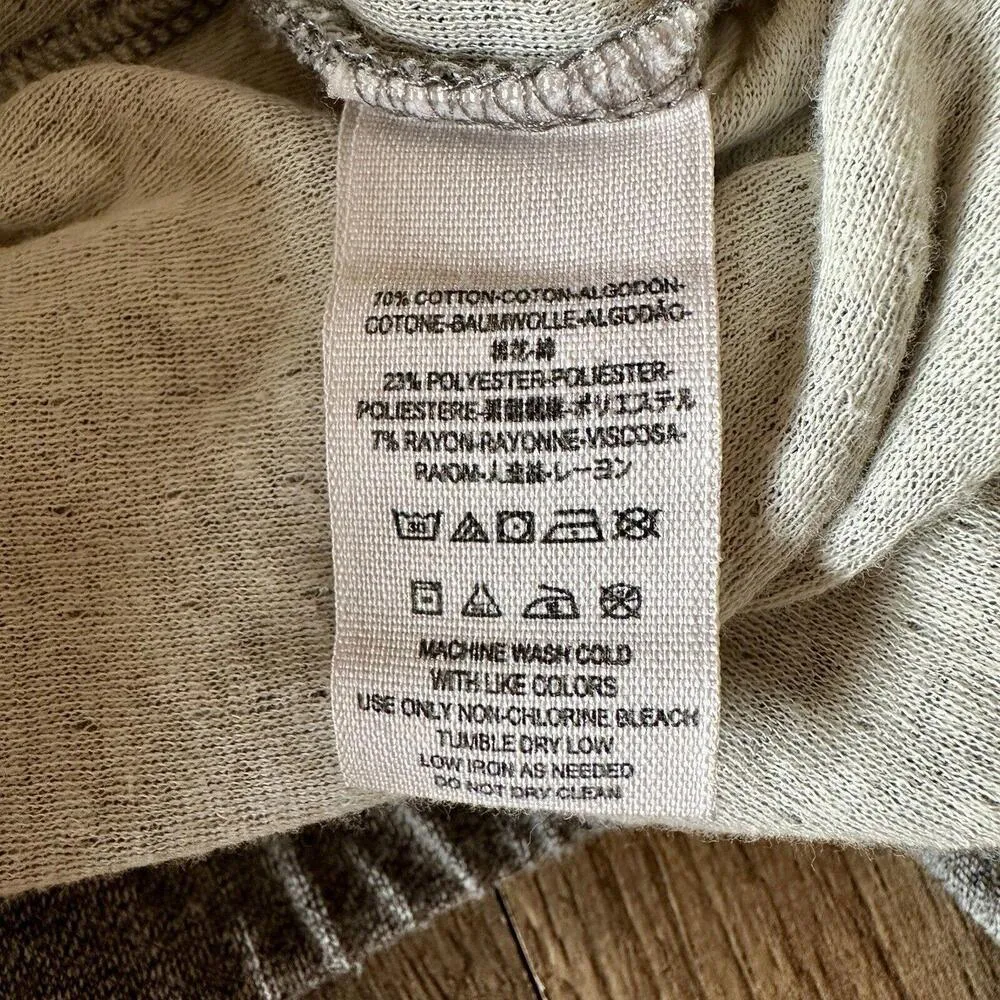 70% COTTON-COTON-ALGODÓN-
COTONE-BAUMWOLLE-ALGODÃO-
棉花-綿
23% POLYESTER-POLIÉSTER-
POLIESTERE-聚酯纖維-ポリエステル
7% RAYON-RAYONNE-VISCOSA-
RAIOM-人造絲-レーヨン
30
MACHINE WASH COLD
WITH LIKE COLORS
USE ONLY NON-CHLORINE BLEACH
TUMBLE DRY LOW
LOW IRON AS NEEDED
DO NOT DRY CLEAN